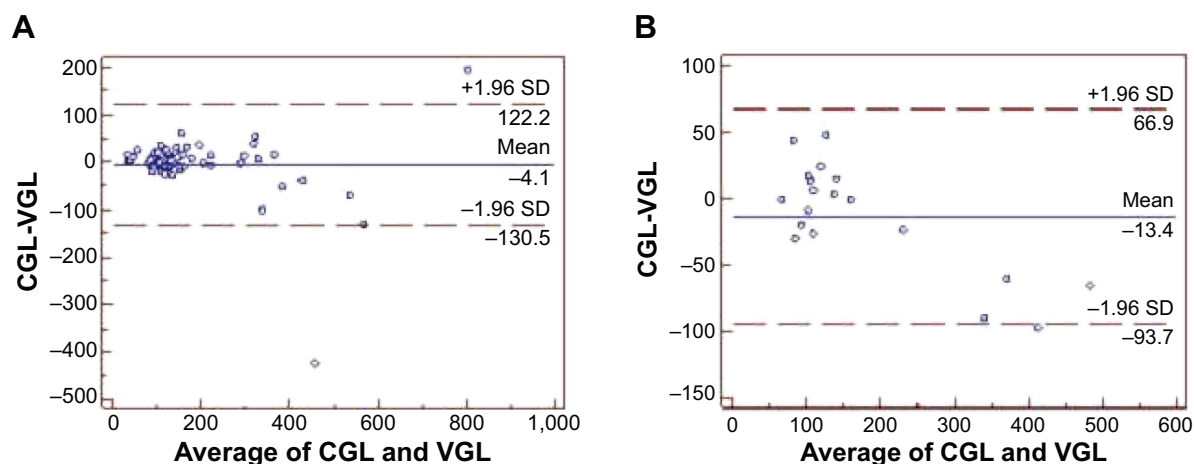 A
CGL-VGL
200
100
0
–100
–200
–300
–400
–500
+1.96 SD
122.2
Mean
–4.1
–1.96 SD
–130.5
0
200
400
600
800
1,000
Average of CGL and VGL
B
CGL-VGL
100
50
0
–50
–100
–150
+1.96 SD
66.9
Mean
–13.4
–1.96 SD
–93.7
0
100
200
300
400
500
600
Average of CGL and VGL